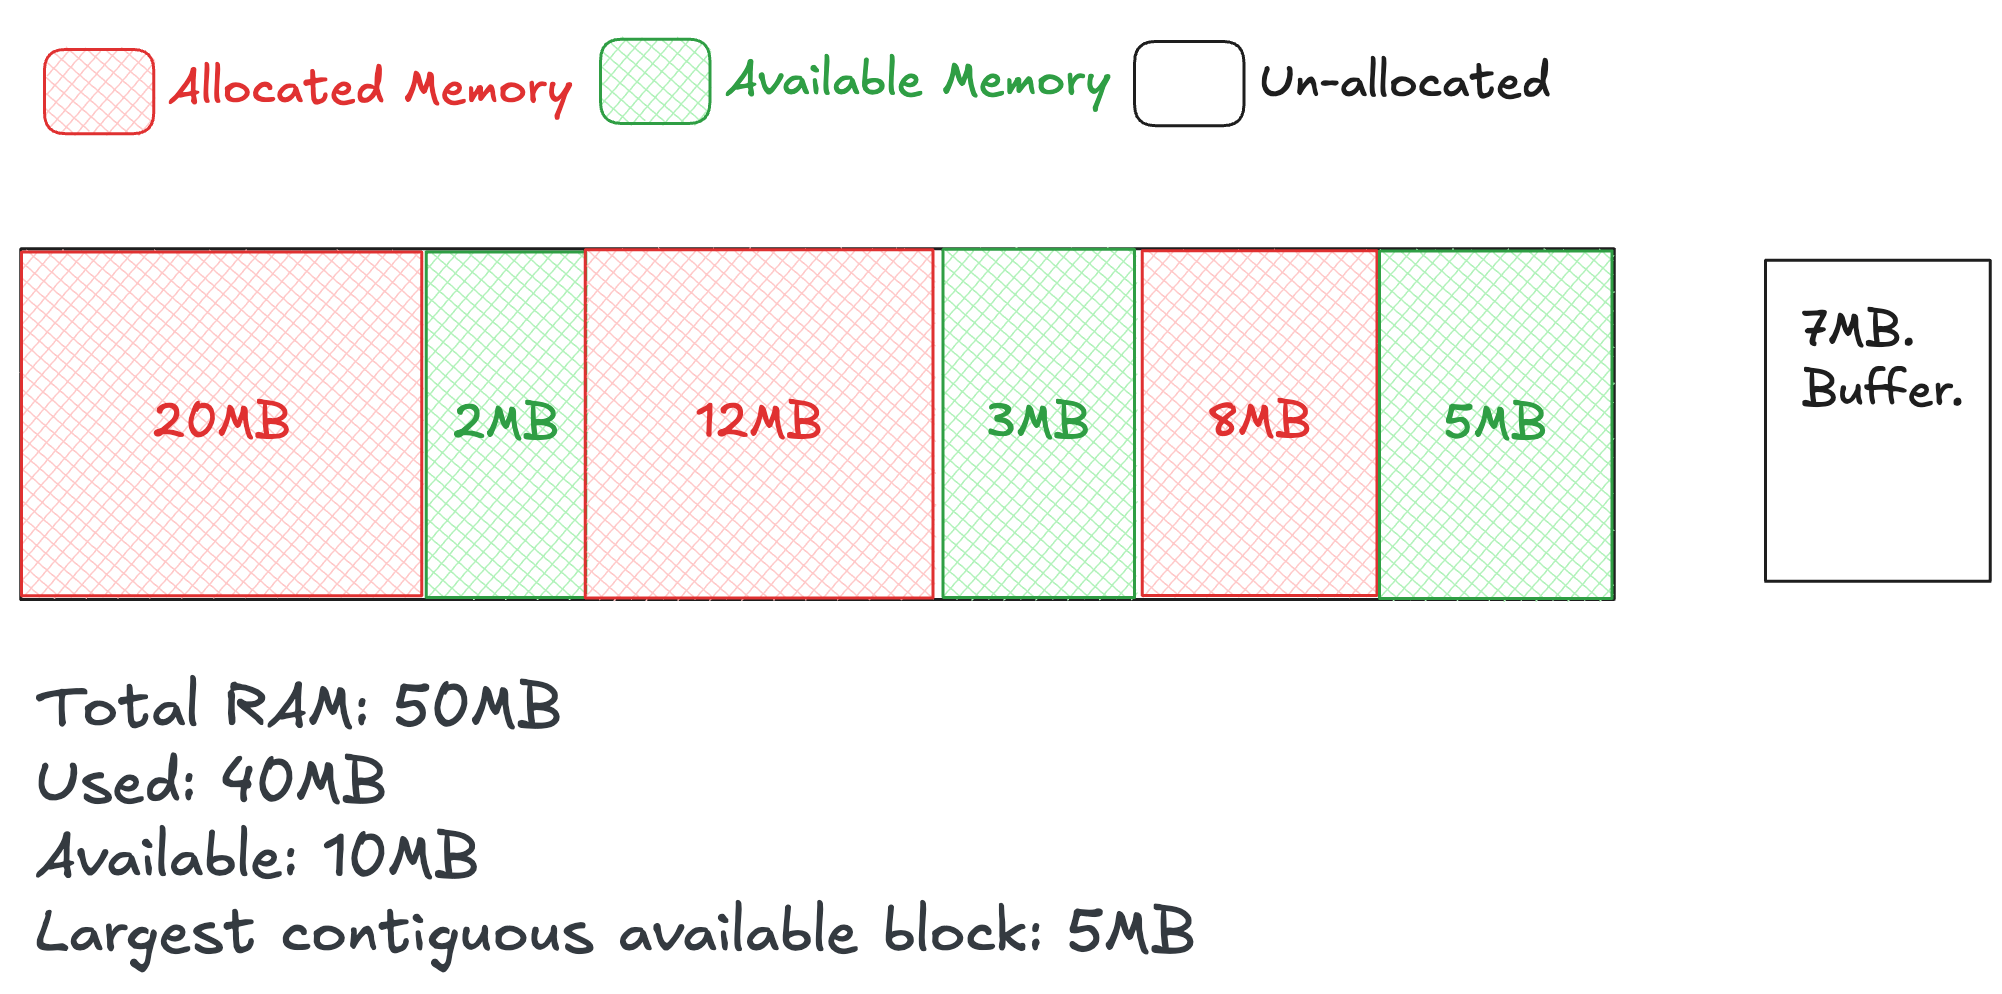 Allocated Memory
Available Memory
Un-allocated
20MB
2MB
12MB
3MB
8MB
5MB
7MB.
Buffer.
Total RAM: 50MB
Used: 40MB
Available: 10MB
Largest contiguous available block: 5MB